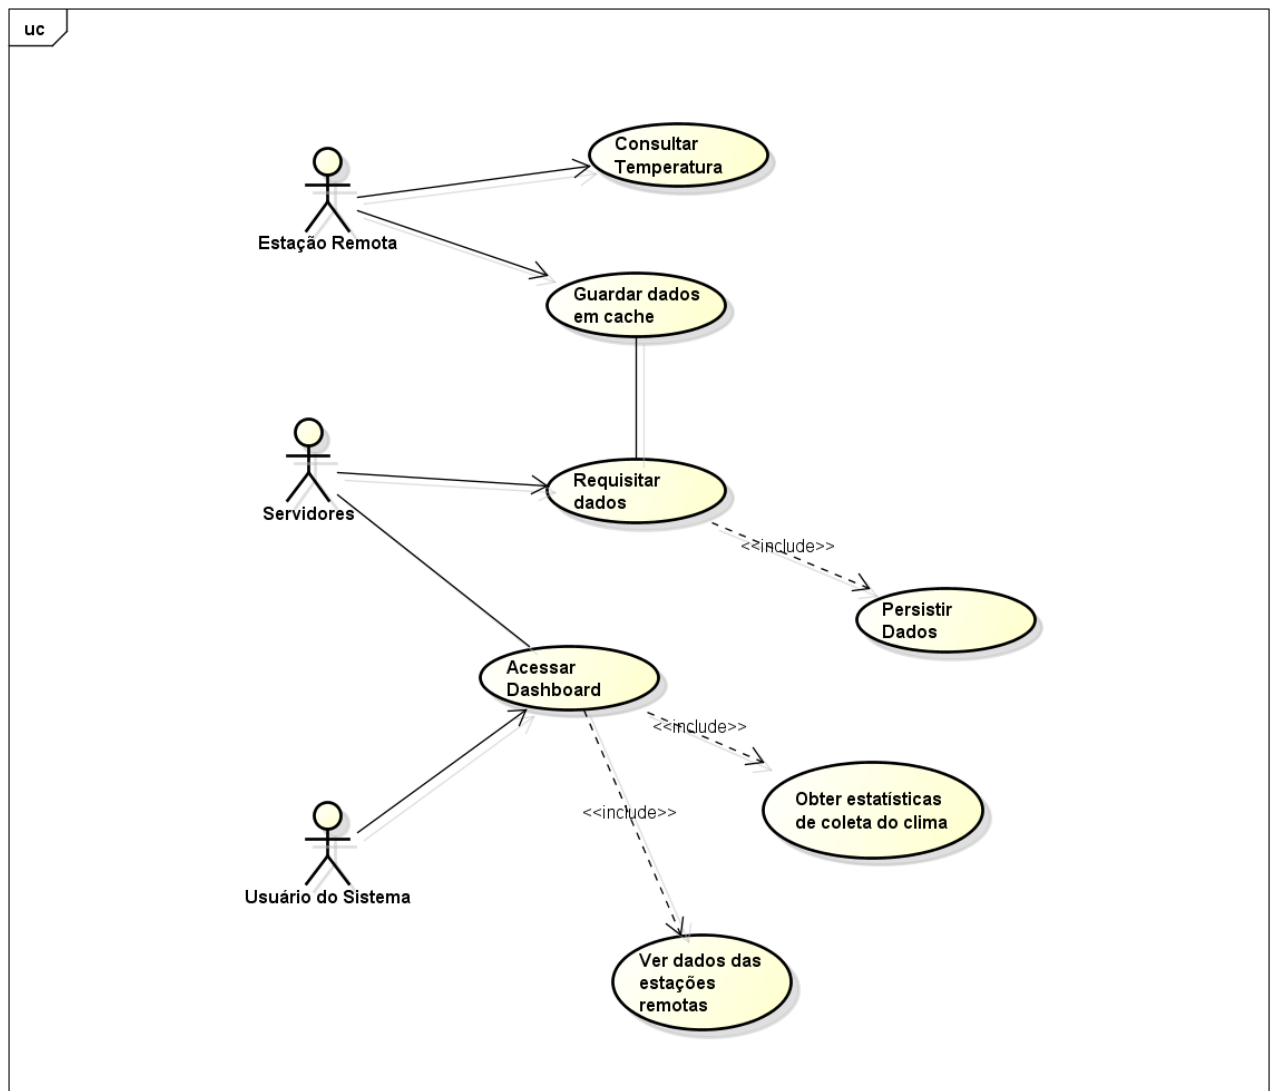 uc
Consultar
Temperatura
Estação Remota
Guardar dados
em cache
Servidores
Requisitar
dados
<<include>>
Persistir
Dados
Acessar
Dashboard
<<include>>
Obter estatísticas
de coleta do clima
<<include>>
Usuário do Sistema
Ver dados das
estações
remotas